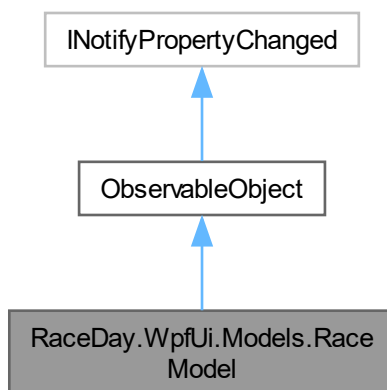 INotifyPropertyChanged
ObservableObject
RaceDay.WpfUi.Models.Race
Model